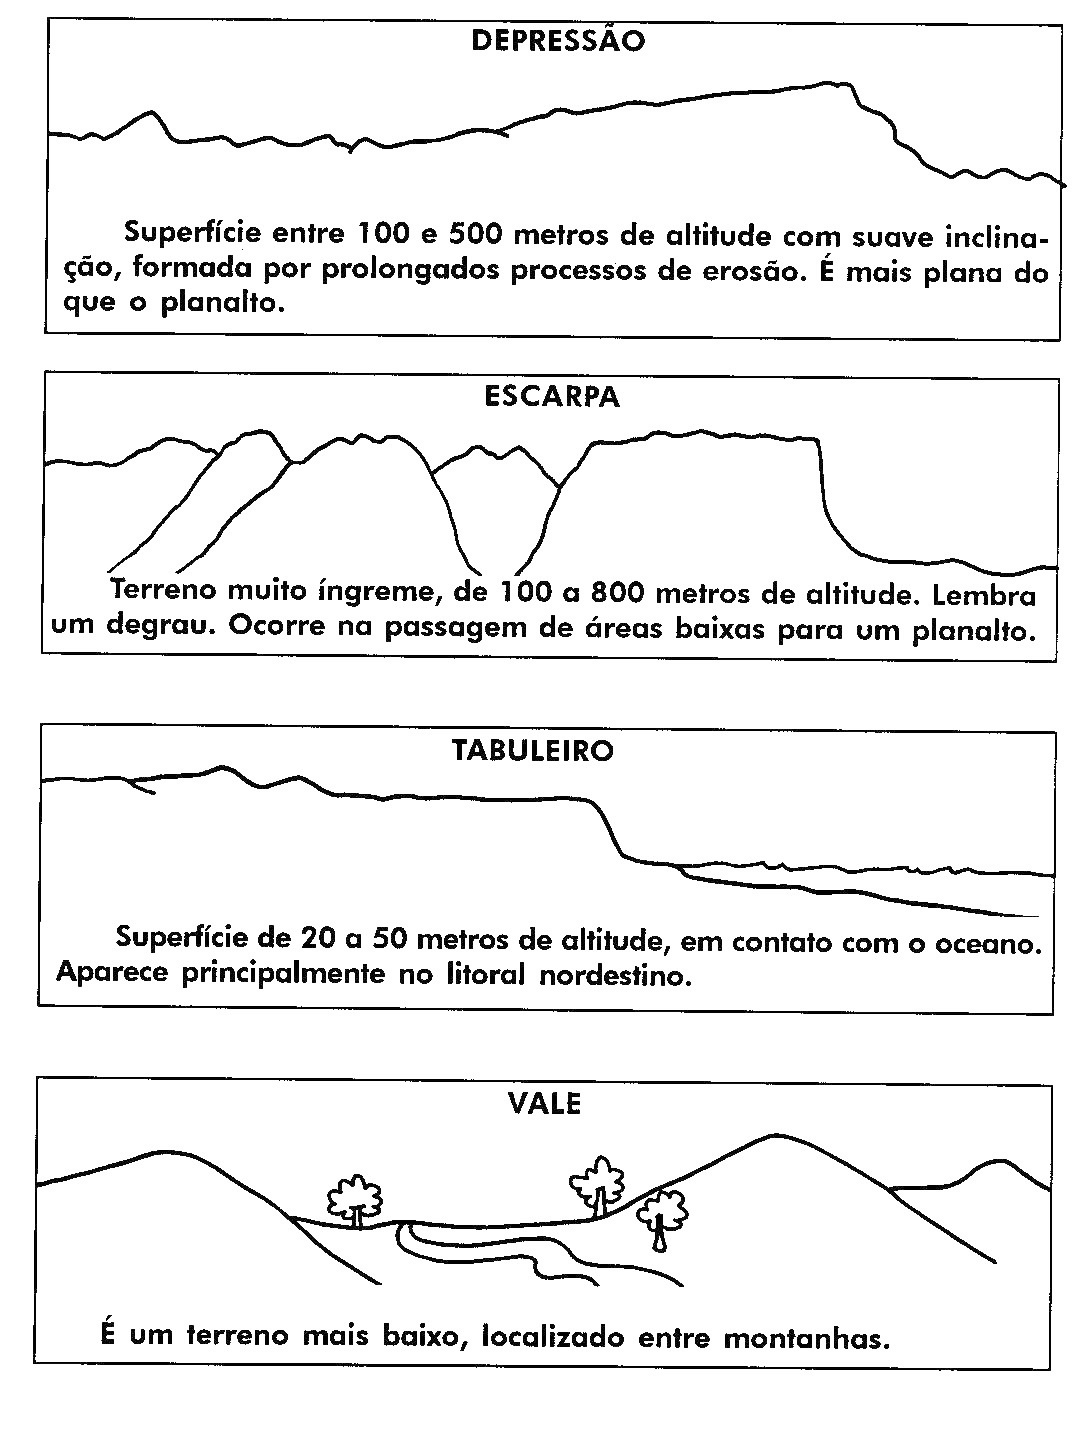 DEPRESSÃO
Superfície entre 100 e 500 metros de altitude com suave inclina-
ção, formada por prolongados processos de erosão. É mais plana do
que o planalto.
ESCARPA
Terreno muito íngreme, de 100 a 800 metros de altitude. Lembra
um degrau. Ocorre na passagem de áreas baixas para um planalto.
TABULEIRO
Superfície de 20 a 50 metros de altitude, em contato com o oceano.
Aparece principalmente no litoral nordestino.
VALE
É um terreno mais baixo, localizado entre montanhas.